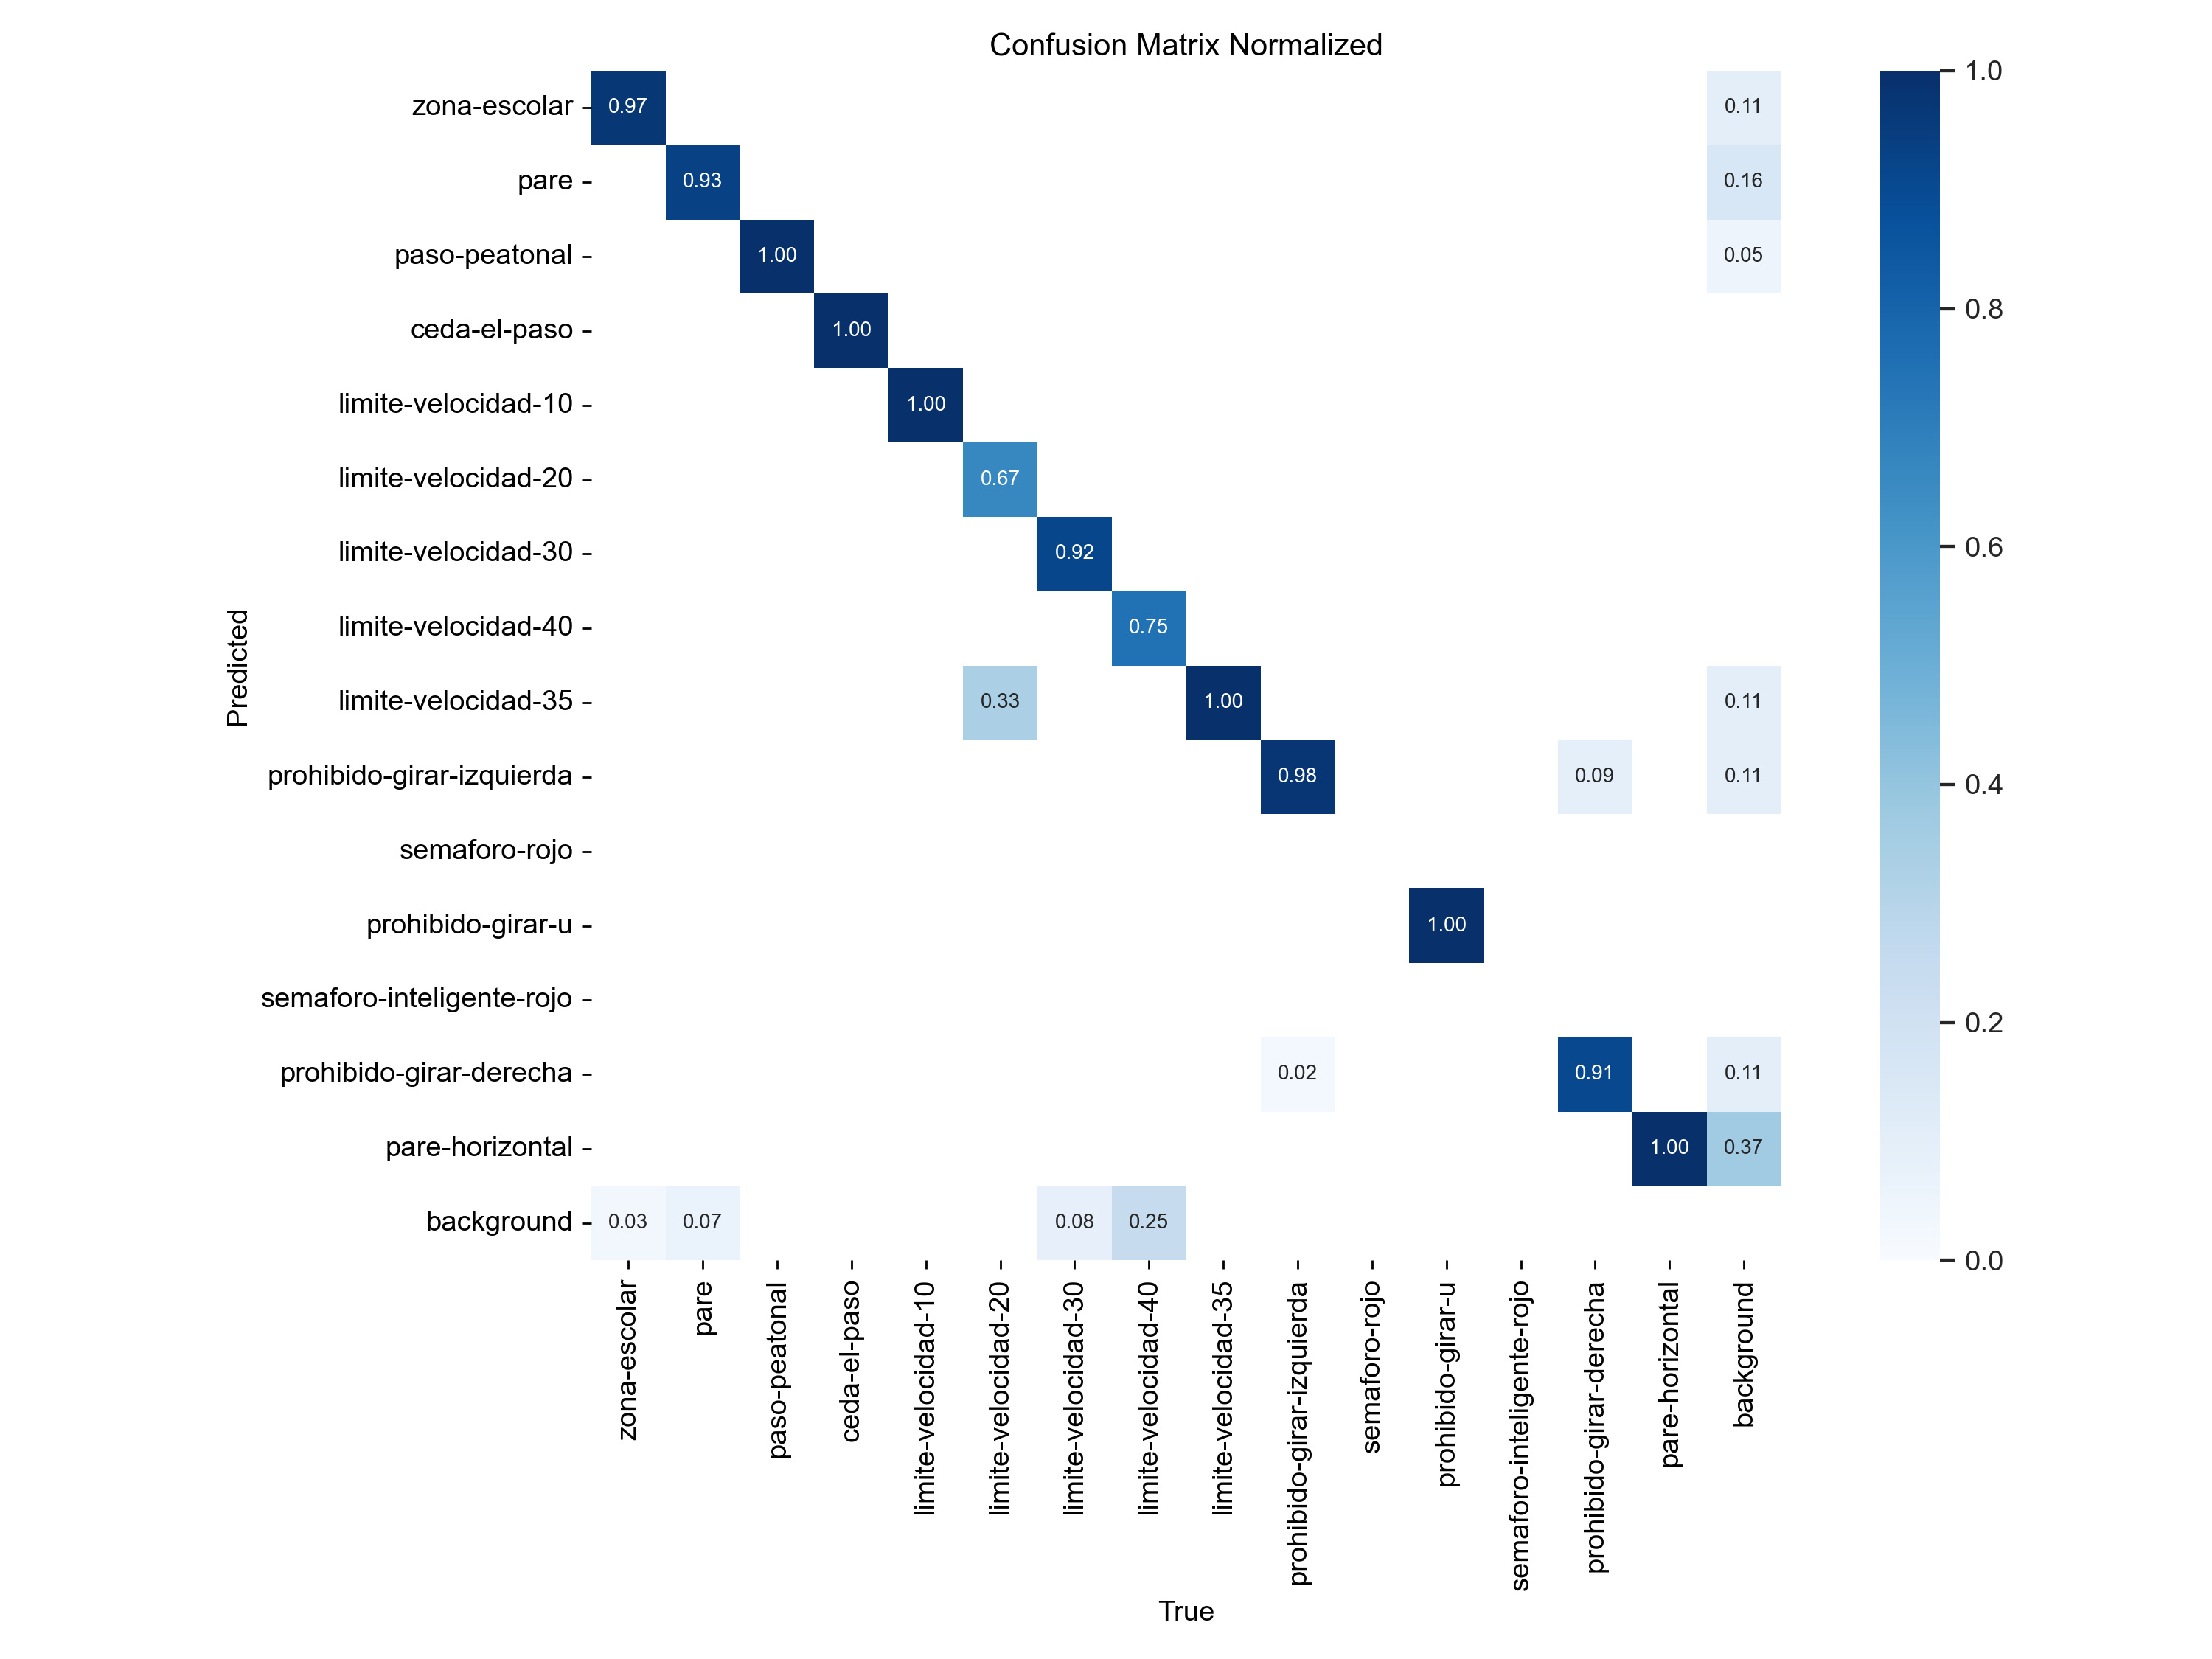 Confusion Matrix Normalized
zona-escolar 0.97 0.11
pare 0.93 0.16
paso-peatonal 1.00 0.05
ceda-el-paso 1.00
limite-velocidad-10 1.00
limite-velocidad-20 0.67
limite-velocidad-30 0.92
limite-velocidad-40 0.75
limite-velocidad-35 0.33 1.00 0.11
prohibido-girar-izquierda 0.98 0.09 0.11
semaforo-rojo
prohibido-girar-u 1.00
semaforo-inteligente-rojo
prohibido-girar-derecha 0.02 0.91 0.11
pare-horizontal 1.00 0.37
background 0.03 0.07 0.08 0.25
Predicted
zona-escolar
pare
paso-peatonal
ceda-el-paso
limite-velocidad-10
limite-velocidad-20
limite-velocidad-30
limite-velocidad-40
limite-velocidad-35
prohibido-girar-izquierda
semaforo-rojo
prohibido-girar-u
semaforo-inteligente-rojo
prohibido-girar-derecha
pare-horizontal
background
True
1.0
0.8
0.6
0.4
0.2
0.0